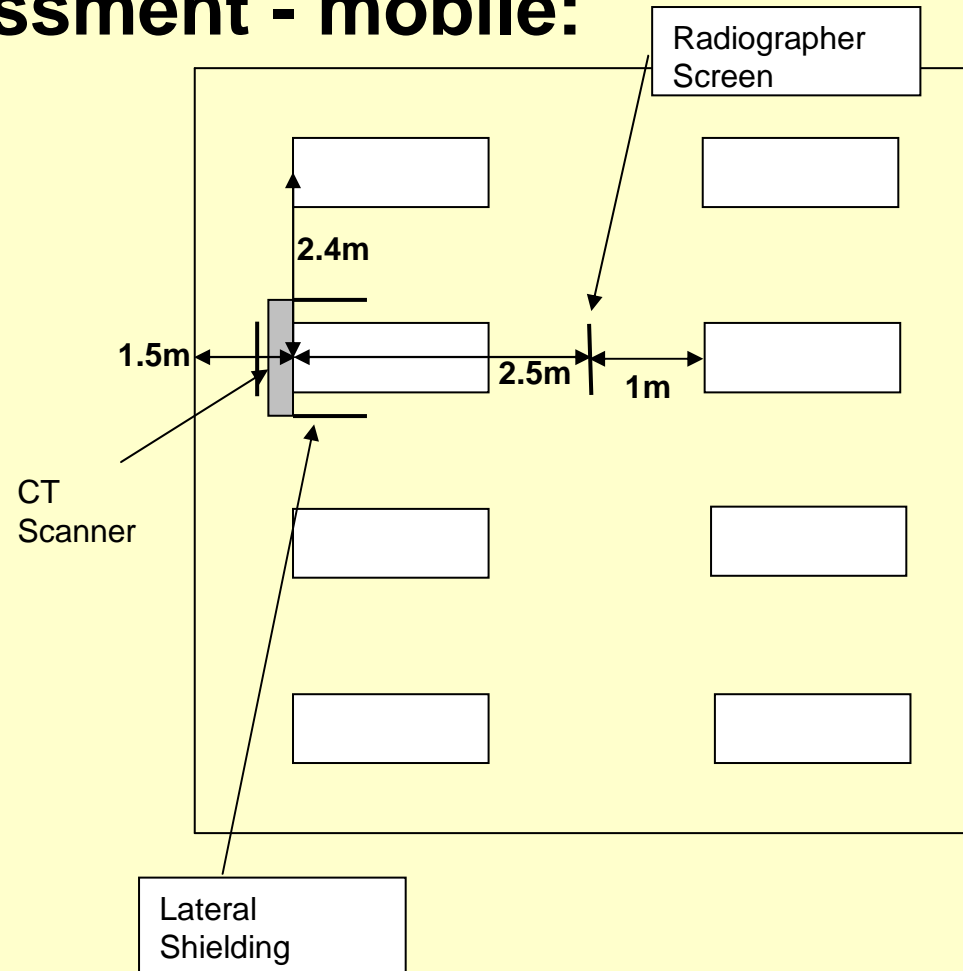 ssment - mobile:
Radiographer
Screen
2.4m
1.5m
2.5m
1m
CT
Scanner
Lateral
Shielding